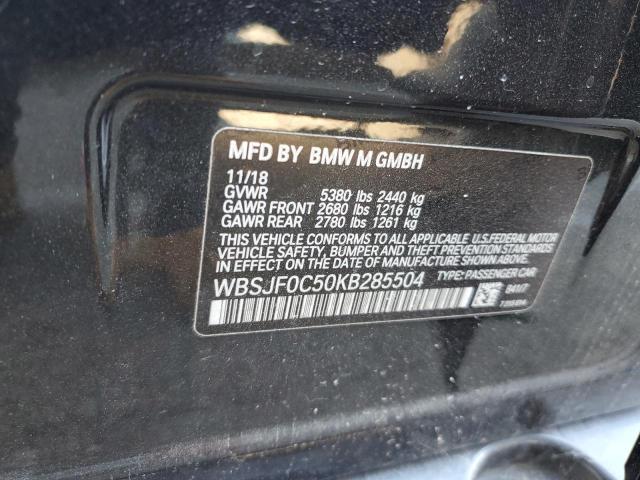 MFD BY BMW M GMBH
11/18
GVWR 5380 lbs 2440 kg
GAWR FRONT 2680 lbs 1216 kg
GAWR REAR 2780 lbs 1261 kg
THIS VEHICLE CONFORMS TO ALL APPLICABLE U.S.FEDERAL MOTOR
VEHICLE SAFETY, BUMPER, AND THEFT PREVENTION STANDARDS
IN EFFECT ON THE DATE OF MANUFACTURE SHOWN ABOVE.
WBSJF0C50KB285504 TYPE: PASSENGER CAR